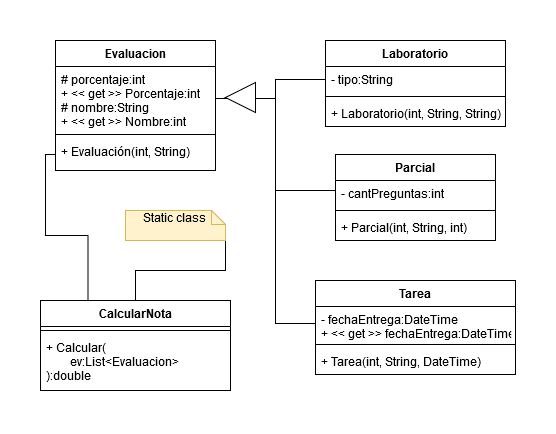 Evaluacion
# porcentaje:int
+ << get >> Porcentaje:int
# nombre:String
+ << get >> Nombre:int
+ Evaluación(int, String)
Laboratorio
- tipo:String
+ Laboratorio(int, String, String)
Parcial
- cantPreguntas:int
+ Parcial(int, String, int)
Static class
Tarea
- fechaEntrega:DateTime
+ << get >> fechaEntrega:DateTime
+ Tarea(int, String, DateTime)
CalcularNota
+ Calcular(
ev:List<Evaluacion>
):double